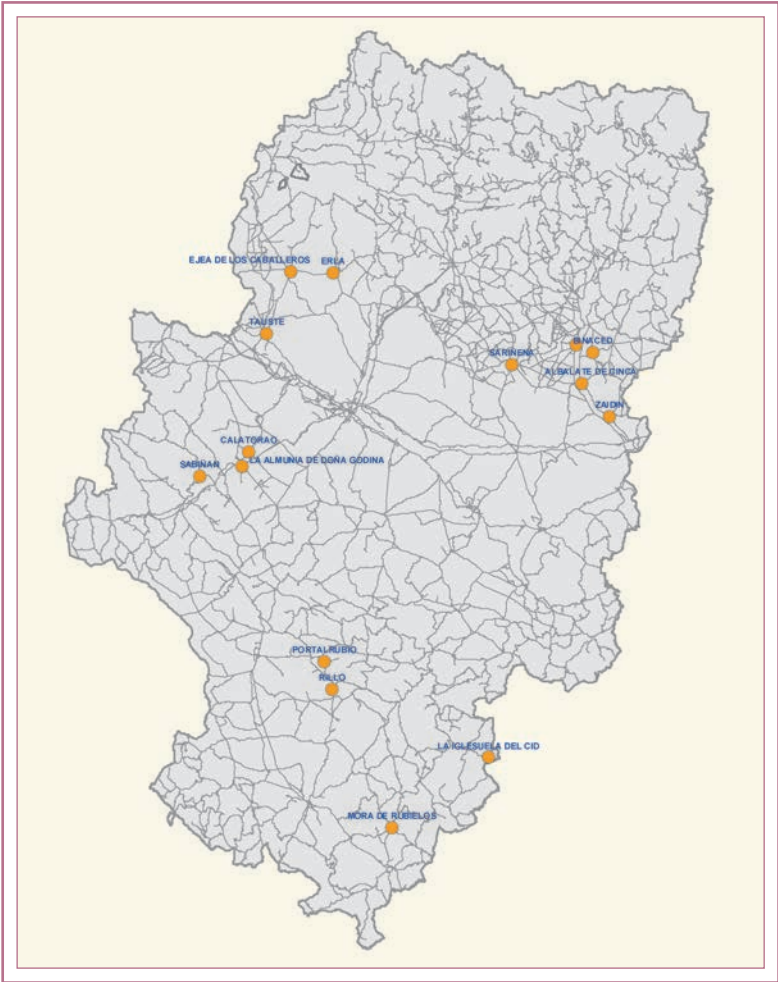 EJEA DE LOS CABALLEROS
ERLA
TAUSTE
BINACED
SARIÑENA
ALBALATE DE CINCA
ZAIDIN
CALATORAO
LA ALMUNIA DE DOÑA GODINA
SABIÑAN
PORTALRUBIO
RILLO
LA IGLESUELA DEL CID
MORA DE RUBIELOS